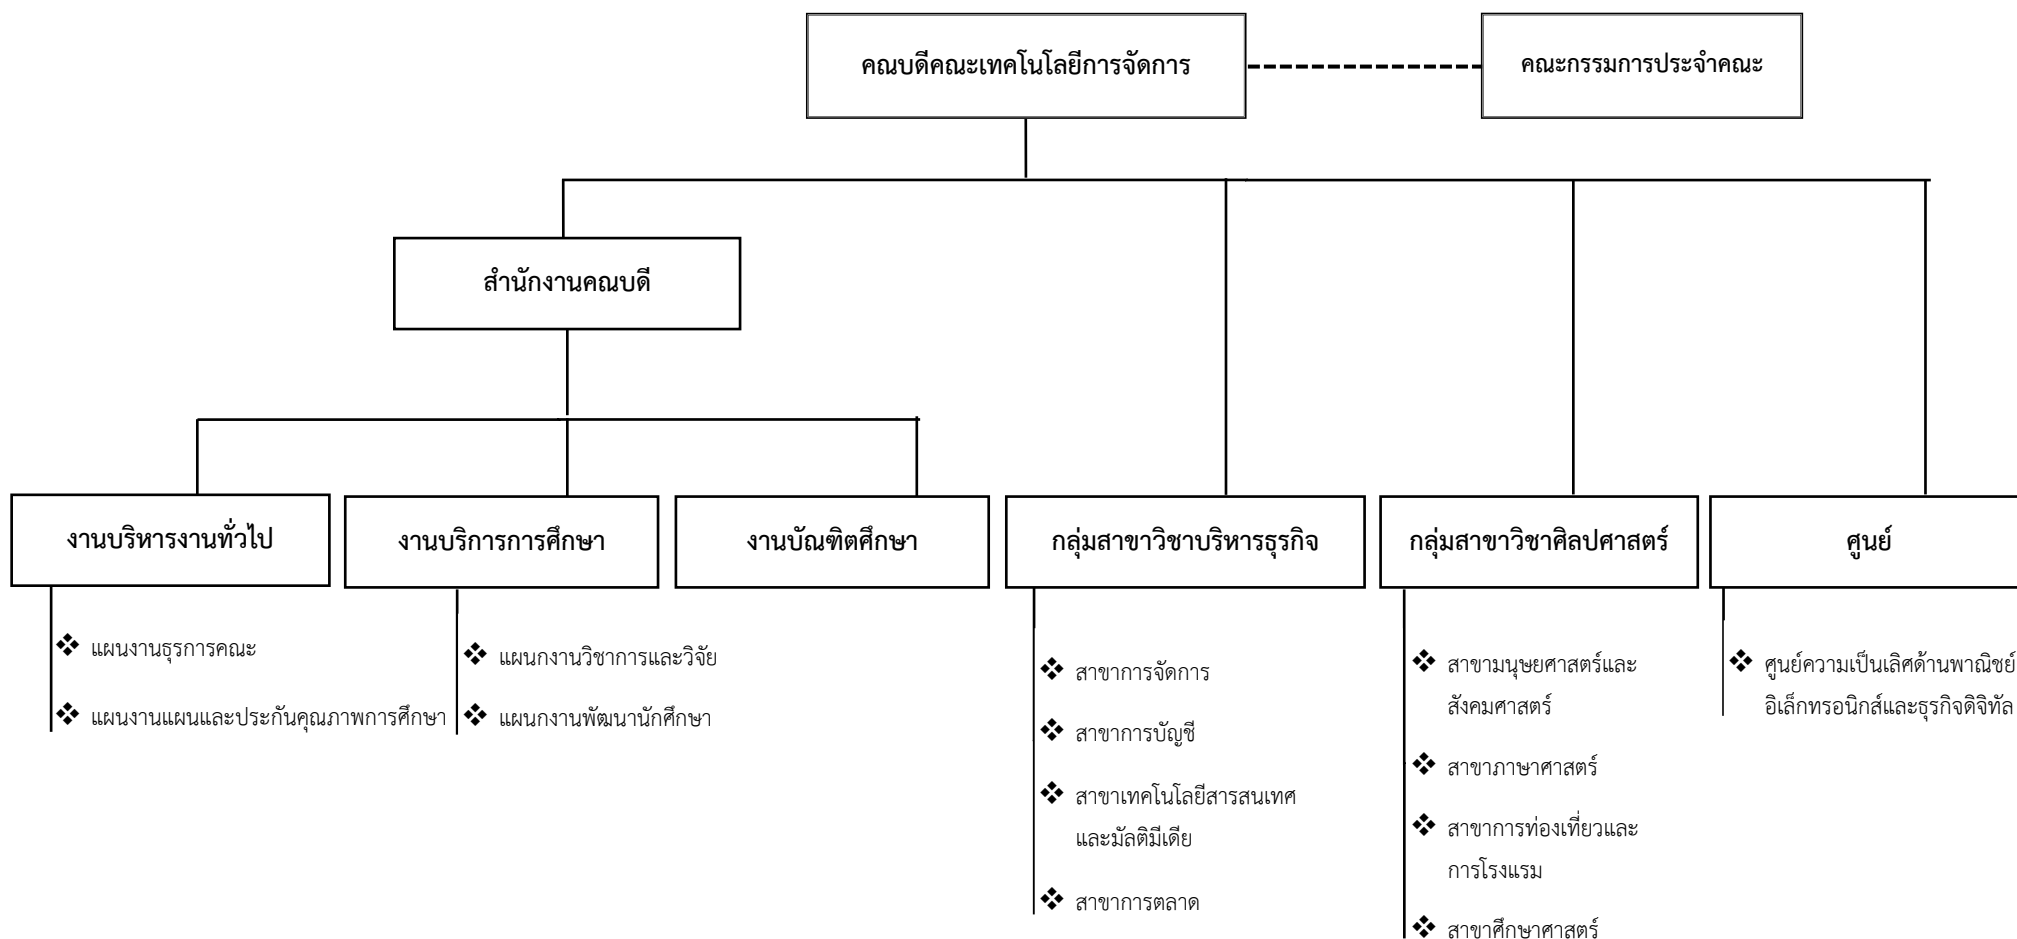 คณบดีคณะเทคโนโลยีการจัดการ
คณะกรรมการประจำคณะ
สำนักงานคณบดี
งานบริหารงานทั่วไป
งานบริการการศึกษา
งานบัณฑิตศึกษา
กลุ่มสาขาวิชาบริหารธุรกิจ
กลุ่มสาขาวิชาศิลปศาสตร์
ศูนย์
❖ แผนงานธุรการคณะ
❖ แผนงานแผนและประกันคุณภาพการศึกษา
❖ แผนกงานวิชาการและวิจัย
❖ แผนกงานพัฒนานักศึกษา
❖ สาขาการจัดการ
❖ สาขาการบัญชี
❖ สาขาเทคโนโลยีสารสนเทศ
และมัลติมีเดีย
❖ สาขาการตลาด
❖ สาขามนุษยศาสตร์และ
สังคมศาสตร์
❖ สาขาภาษาศาสตร์
❖ สาขาการท่องเที่ยวและ
การโรงแรม
❖ สาขาศึกษาศาสตร์
❖ ศูนย์ความเป็นเลิศด้านพาณิชย์
อิเล็กทรอนิกส์และธุรกิจดิจิทัล